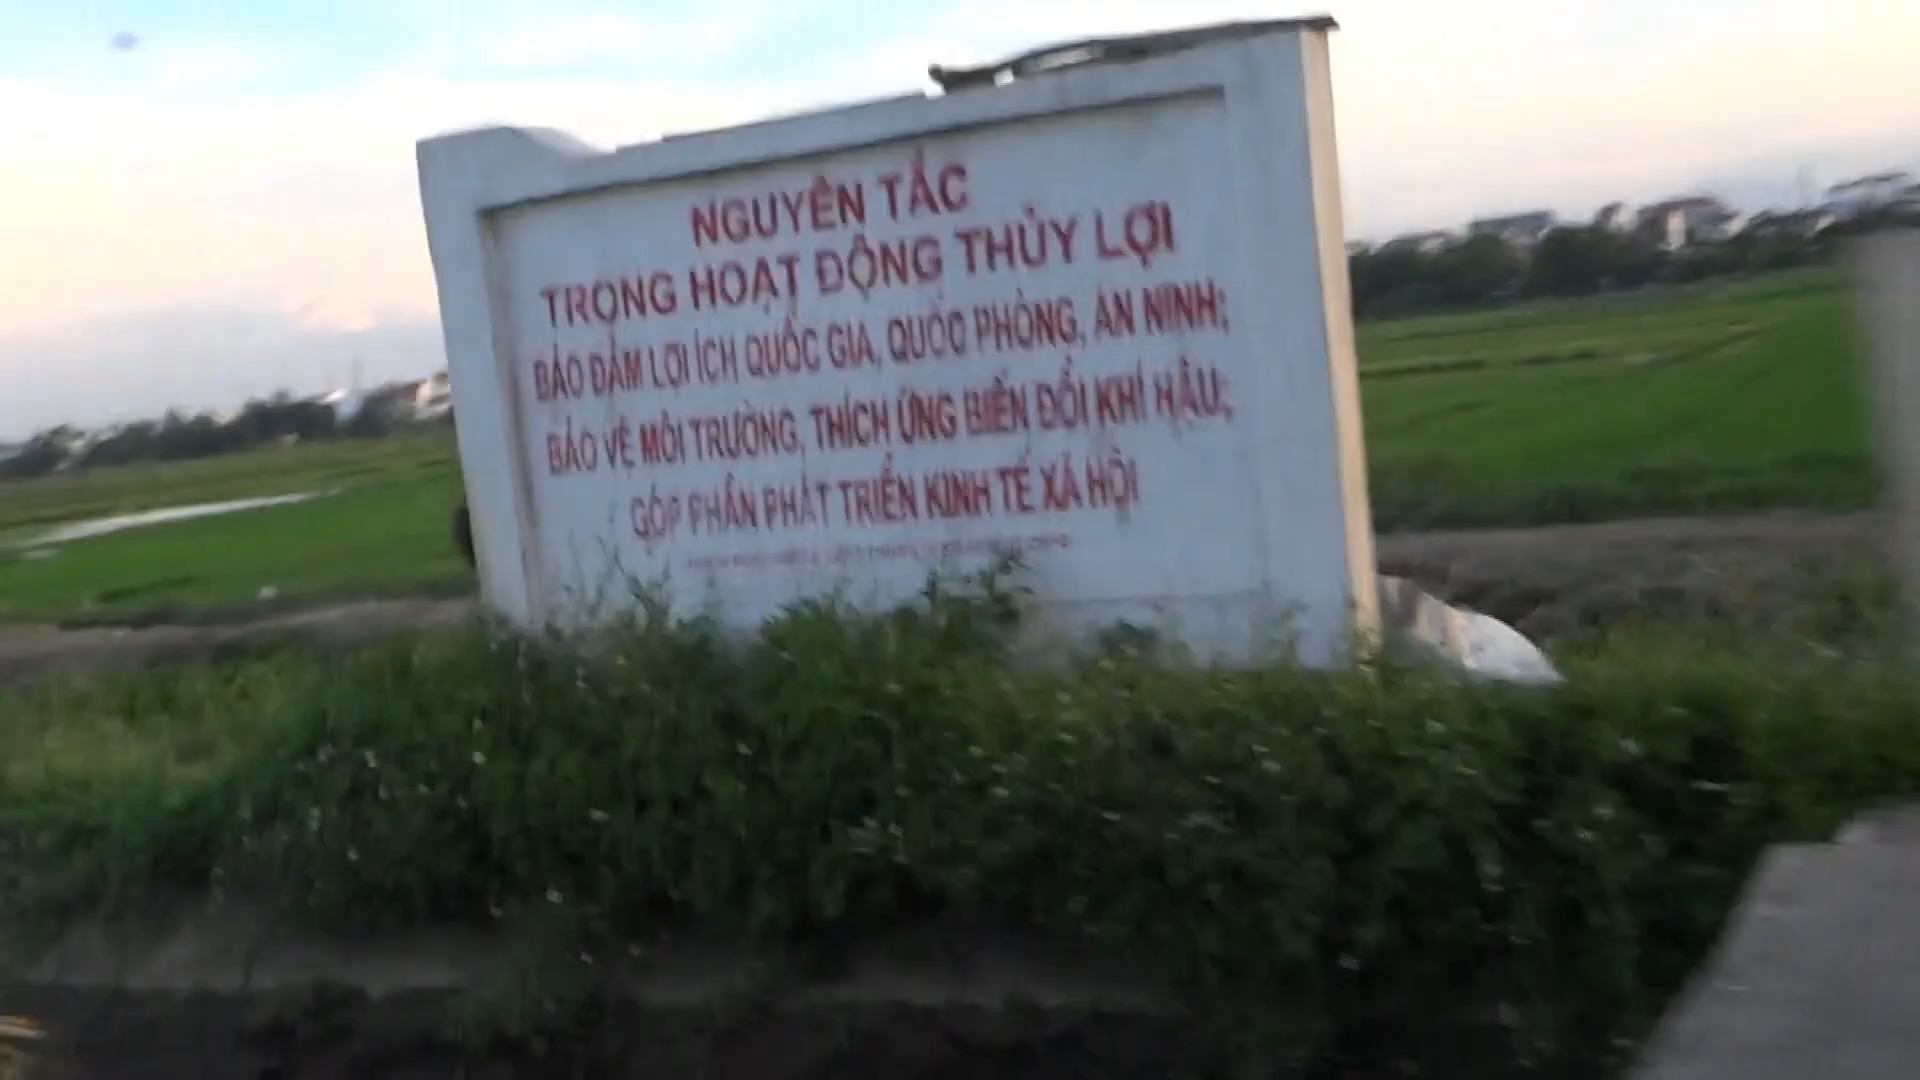 NGUYÊN TẮC
TRONG HOẠT ĐỘNG THỦY LỢI
BẢO ĐẢM LỢI ÍCH QUỐC GIA, QUỐC PHÒNG, AN NINH;
BẢO VỆ MÔI TRƯỜNG, THÍCH ỨNG BIẾN ĐỔI KHÍ HẬU;
GÓP PHẦN PHÁT TRIỂN KINH TẾ XÃ HỘI